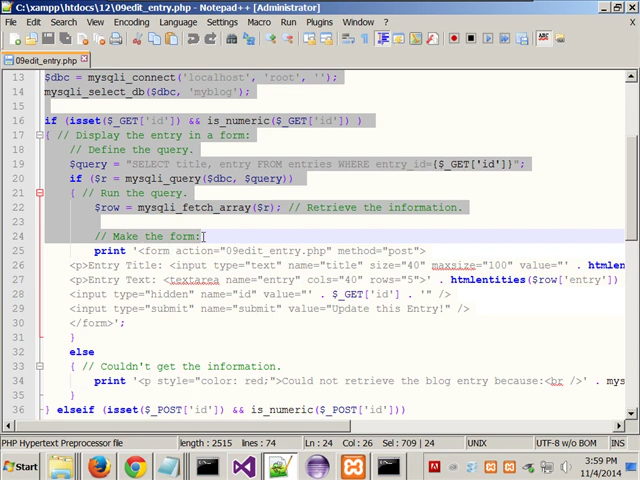 C:\xampp\htdocs\12\09edit_entry.php - Notepad++ [Administrator]
File Edit Search View Encoding Language Settings Macro Run Plugins Window ? X
09edit_entry.php
13 $dbc = mysqli_connect('localhost', 'root', '');
14 mysqli_select_db($dbc, 'myblog');
15
16 if (isset($_GET['id']) && is_numeric($_GET['id']) )
17 { // Display the entry in a form:
18 // Define the query.
19 $query = "SELECT title, entry FROM entries WHERE entry_id={$_GET['id']}";
20 if ($r = mysqli_query($dbc, $query))
21 { // Run the query.
22 $row = mysqli_fetch_array($r); // Retrieve the information.
23
24 // Make the form:
25 print '<form action="09edit_entry.php" method="post">
26 <p>Entry Title: <input type="text" name="title" size="40" maxsize="100" value="' . htmlen
27 <p>Entry Text: <textarea name="entry" cols="40" rows="5">' . htmlentities($row['entry'])
28 <input type="hidden" name="id" value="' . $_GET['id'] . '" />
29 <input type="submit" name="submit" value="Update this Entry!" />
30 </form>';
31 }
32 else
33 { // Couldn't get the information.
34 print '<p style="color: red;">Could not retrieve the blog entry because:<br />' . mys
35 }
36 } elseif (isset($_POST['id']) && is_numeric($_POST['id']))
PHP Hypertext Preprocessor file length : 2515 lines : 74 Ln : 24 Col : 26 Sel : 709 | 24 UNIX UTF-8 w/o BOM INS
Start 3:59 PM
11/4/2014